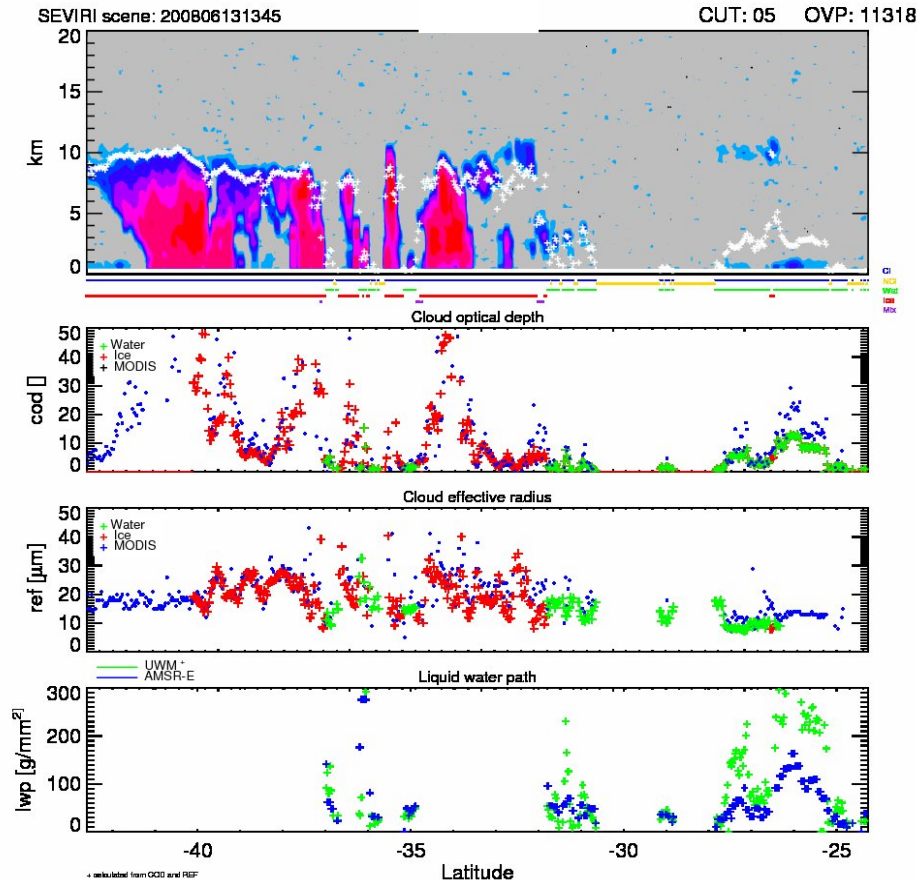 SEVIRI scene: 200806131345 CUT: 05 OVP: 11318
20
15
10
5
0
km
Cl
NCl
Wat
Ice
Mix
Cloud optical depth
50
40
30
20
10
0
cod []
Water
Ice
MODIS
Cloud effective radius
50
40
30
20
10
0
ref [µm]
Water
Ice
MODIS
UWM +
AMSR-E
Liquid water path
300
200
100
0
lwp [g/mm²]
-40 -35 -30 -25
Latitude
+ calculated from COD and REF